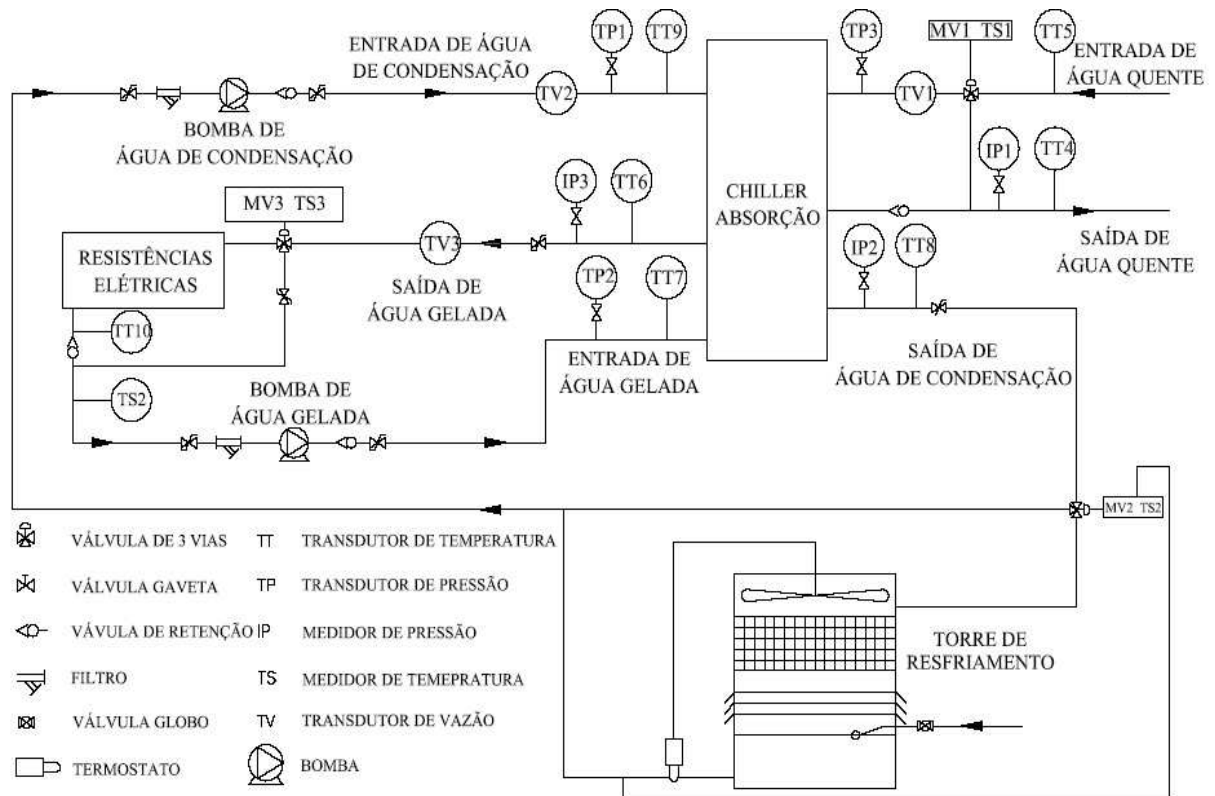 TP1
TT9
TP3
MV1 TS1
TT5
ENTRADA DE ÁGUA
DE CONDENSAÇÃO
ENTRADA DE
ÁGUA QUENTE
TV2
TV1
BOMBA DE
ÁGUA DE CONDENSAÇÃO
IP3
TT6
CHILLER
ABSORÇÃO
IP1
TT4
MV3 TS3
RESISTÊNCIAS
ELÉTRICAS
TV3
SAÍDA DE
ÁGUA GELADA
TP2
TT7
IP2
TT8
SAÍDA DE
ÁGUA QUENTE
TT10
ENTRADA DE
ÁGUA GELADA
SAÍDA DE
ÁGUA DE CONDENSAÇÃO
TS2
BOMBA DE
ÁGUA GELADA
MV2 TS2
VÁLVULA DE 3 VIAS
TT TRANSDUTOR DE TEMPERATURA
VÁLVULA GAVETA
TP TRANSDUTOR DE PRESSÃO
VÁVULA DE RETENÇÃO
IP MEDIDOR DE PRESSÃO
FILTRO
TS MEDIDOR DE TEMEPRATURA
VÁLVULA GLOBO
TV TRANSDUTOR DE VAZÃO
TERMOSTATO
BOMBA
TORRE DE
RESFRIAMENTO